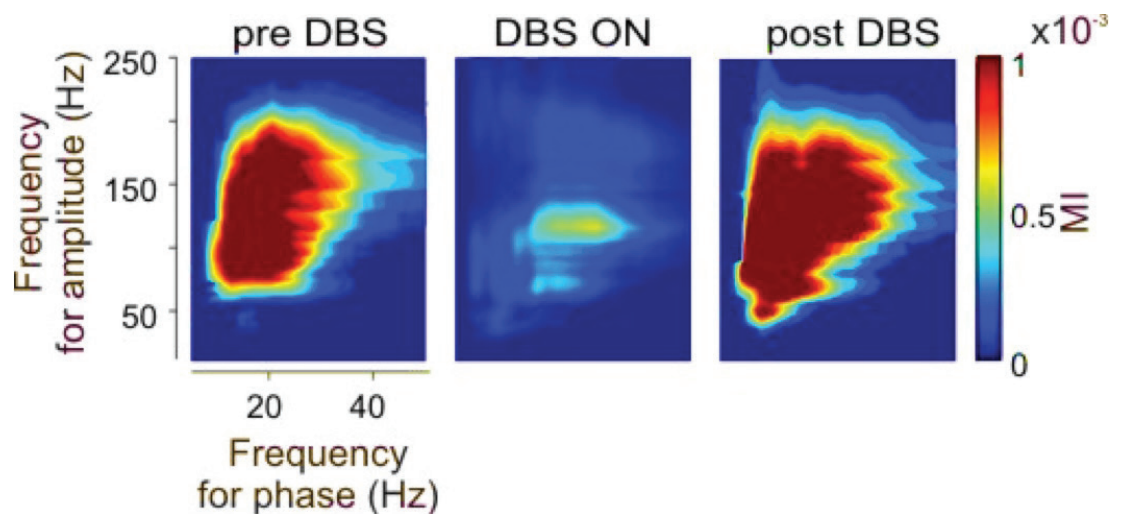 pre DBS
DBS ON
post DBS
x10⁻³
250
150
50
Frequency
for amplitude (Hz)
20
40
Frequency
for phase (Hz)
1
0.5
0
MI